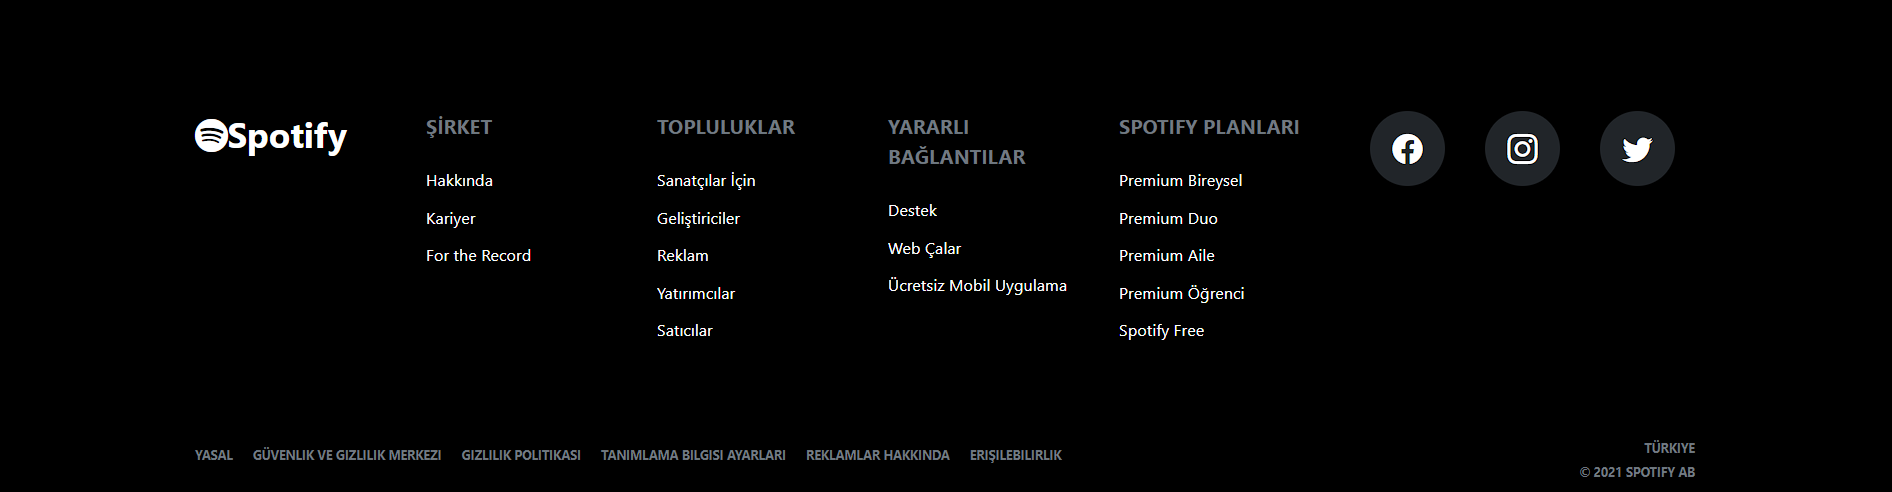 Spotify
ŞİRKET
Hakkında
Kariyer
For the Record
TOPLULUKLAR
Sanatçılar İçin
Geliştiriciler
Reklam
Yatırımcılar
Satıcılar
YARARLI
BAĞLANTILAR
Destek
Web Çalar
Ücretsiz Mobil Uygulama
SPOTIFY PLANLARI
Premium Bireysel
Premium Duo
Premium Aile
Premium Öğrenci
Spotify Free
YASAL GÜVENLIK VE GIZLILIK MERKEZI GIZLILIK POLITIKASI TANIMLAMA BILGISI AYARLARI REKLAMLAR HAKKINDA ERIŞILEBILIRLIK
TÜRKIYE
© 2021 SPOTIFY AB